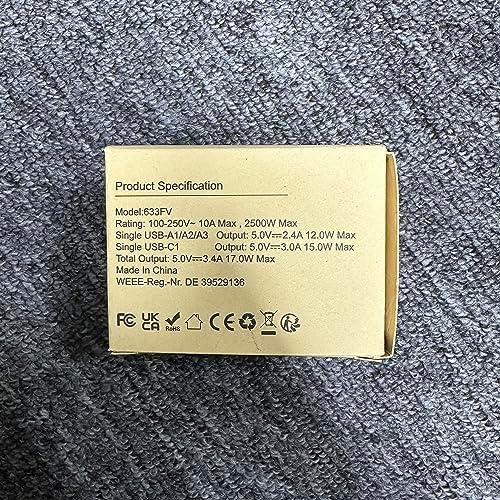 Product Specification
Model:633FV
Rating: 100-250V~ 10A Max , 2500W Max
Single USB-A1/A2/A3 Output: 5.0V⎓2.4A 12.0W Max
Single USB-C1 Output: 5.0V⎓3.0A 15.0W Max
Total Output: 5.0V⎓3.4A 17.0W Max
Made In China
WEEE-Reg.-Nr. DE 39529136
FC UK CA RoHS CE